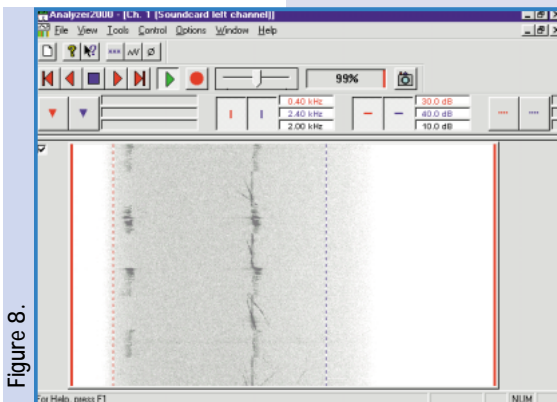 Analyzer2000 - [Ch. 1 (Soundcard left channel)]
File View Tools Control Options Window Help
99%
0.40 kHz
2.40 kHz
2.00 kHz
30.0 dB
40.0 dB
10.0 dB
For Help, press F1
NUM
Figure 8.